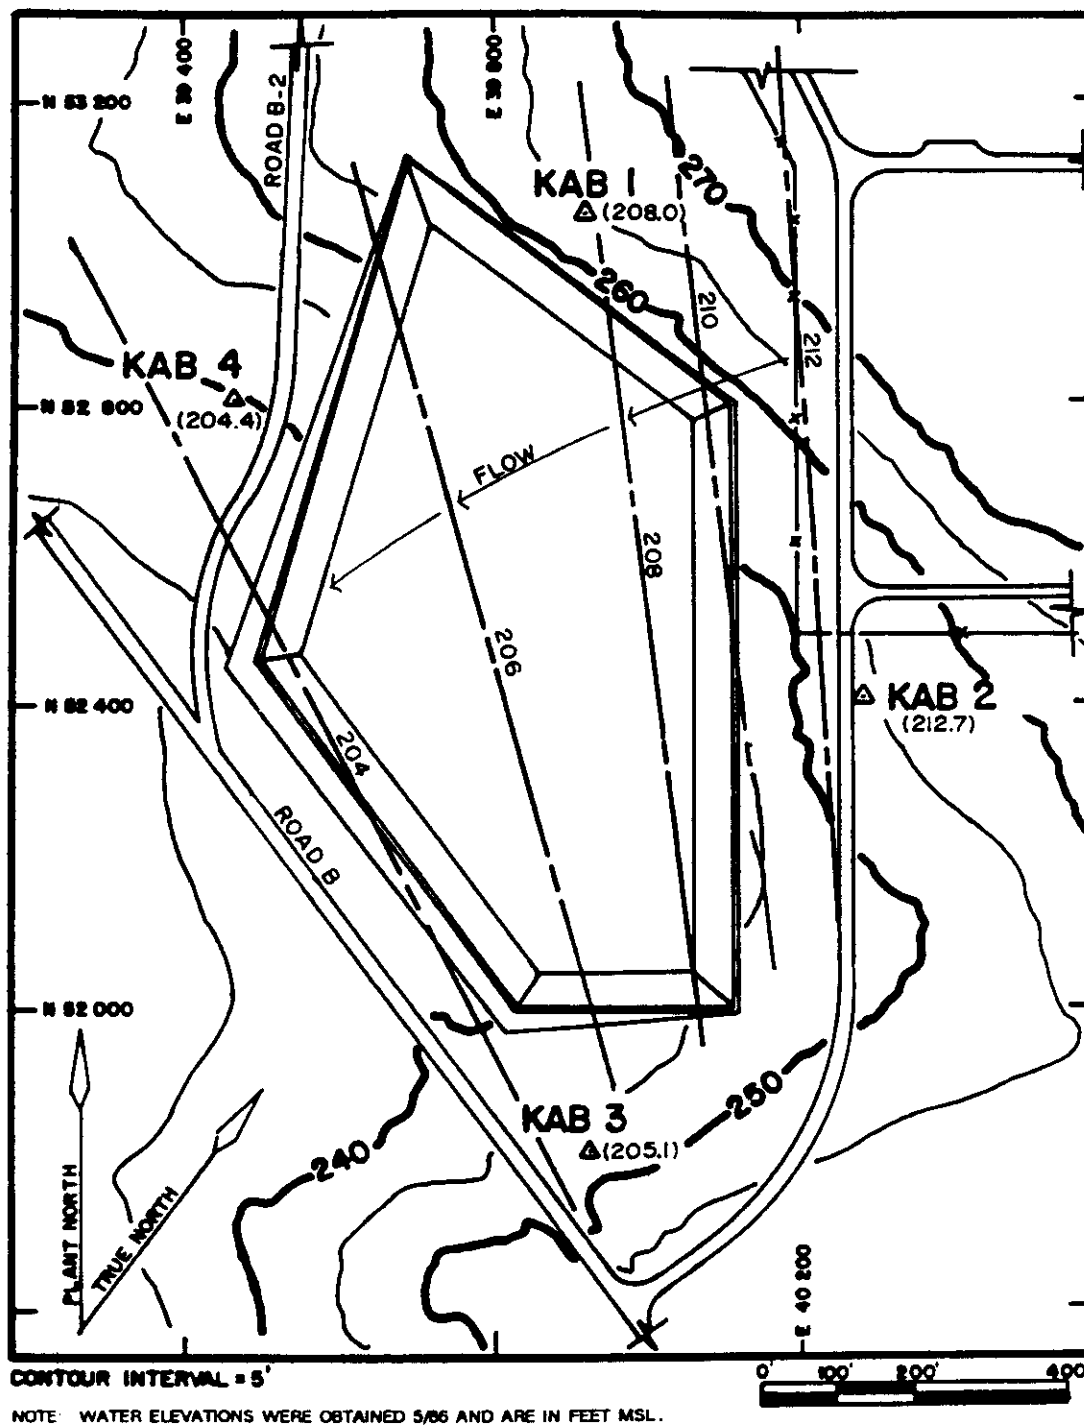 N 53 200
E 39 400
ROAD B-2
E 39 800
KAB 1
(208.0)
270
260
210
212
KAB 4
(204.4)
N 52 800
FLOW
208
206
N 52 400
KAB 2
(212.7)
204
ROAD B
N 52 000
250
KAB 3
(205.1)
240
PLANT NORTH
TRUE NORTH
E 40 200
CONTOUR INTERVAL = 5'
0' 100' 200' 400'
NOTE: WATER ELEVATIONS WERE OBTAINED 5/86 AND ARE IN FEET MSL.